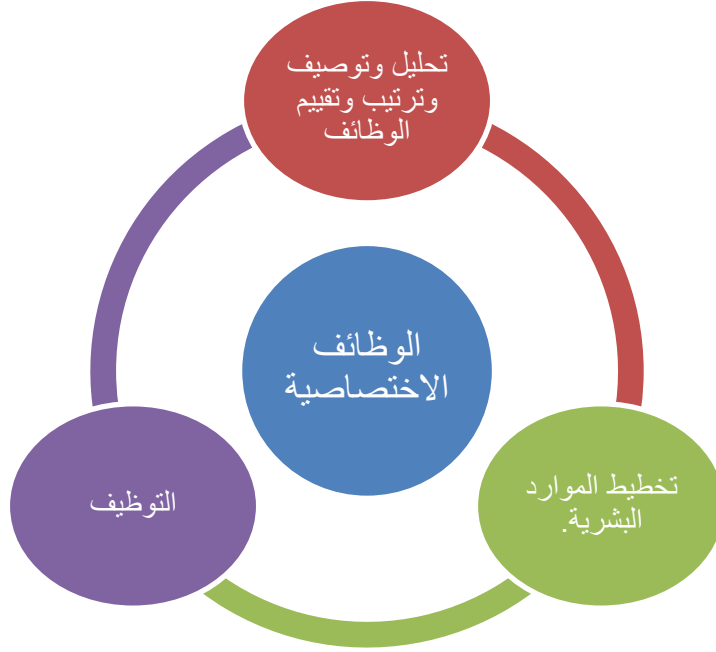 تحليل وتوصيف
وترتيب وتقييم
الوظائف
الوظائف
الاختصاصية
تخطيط الموارد
البشرية.
التوظيف